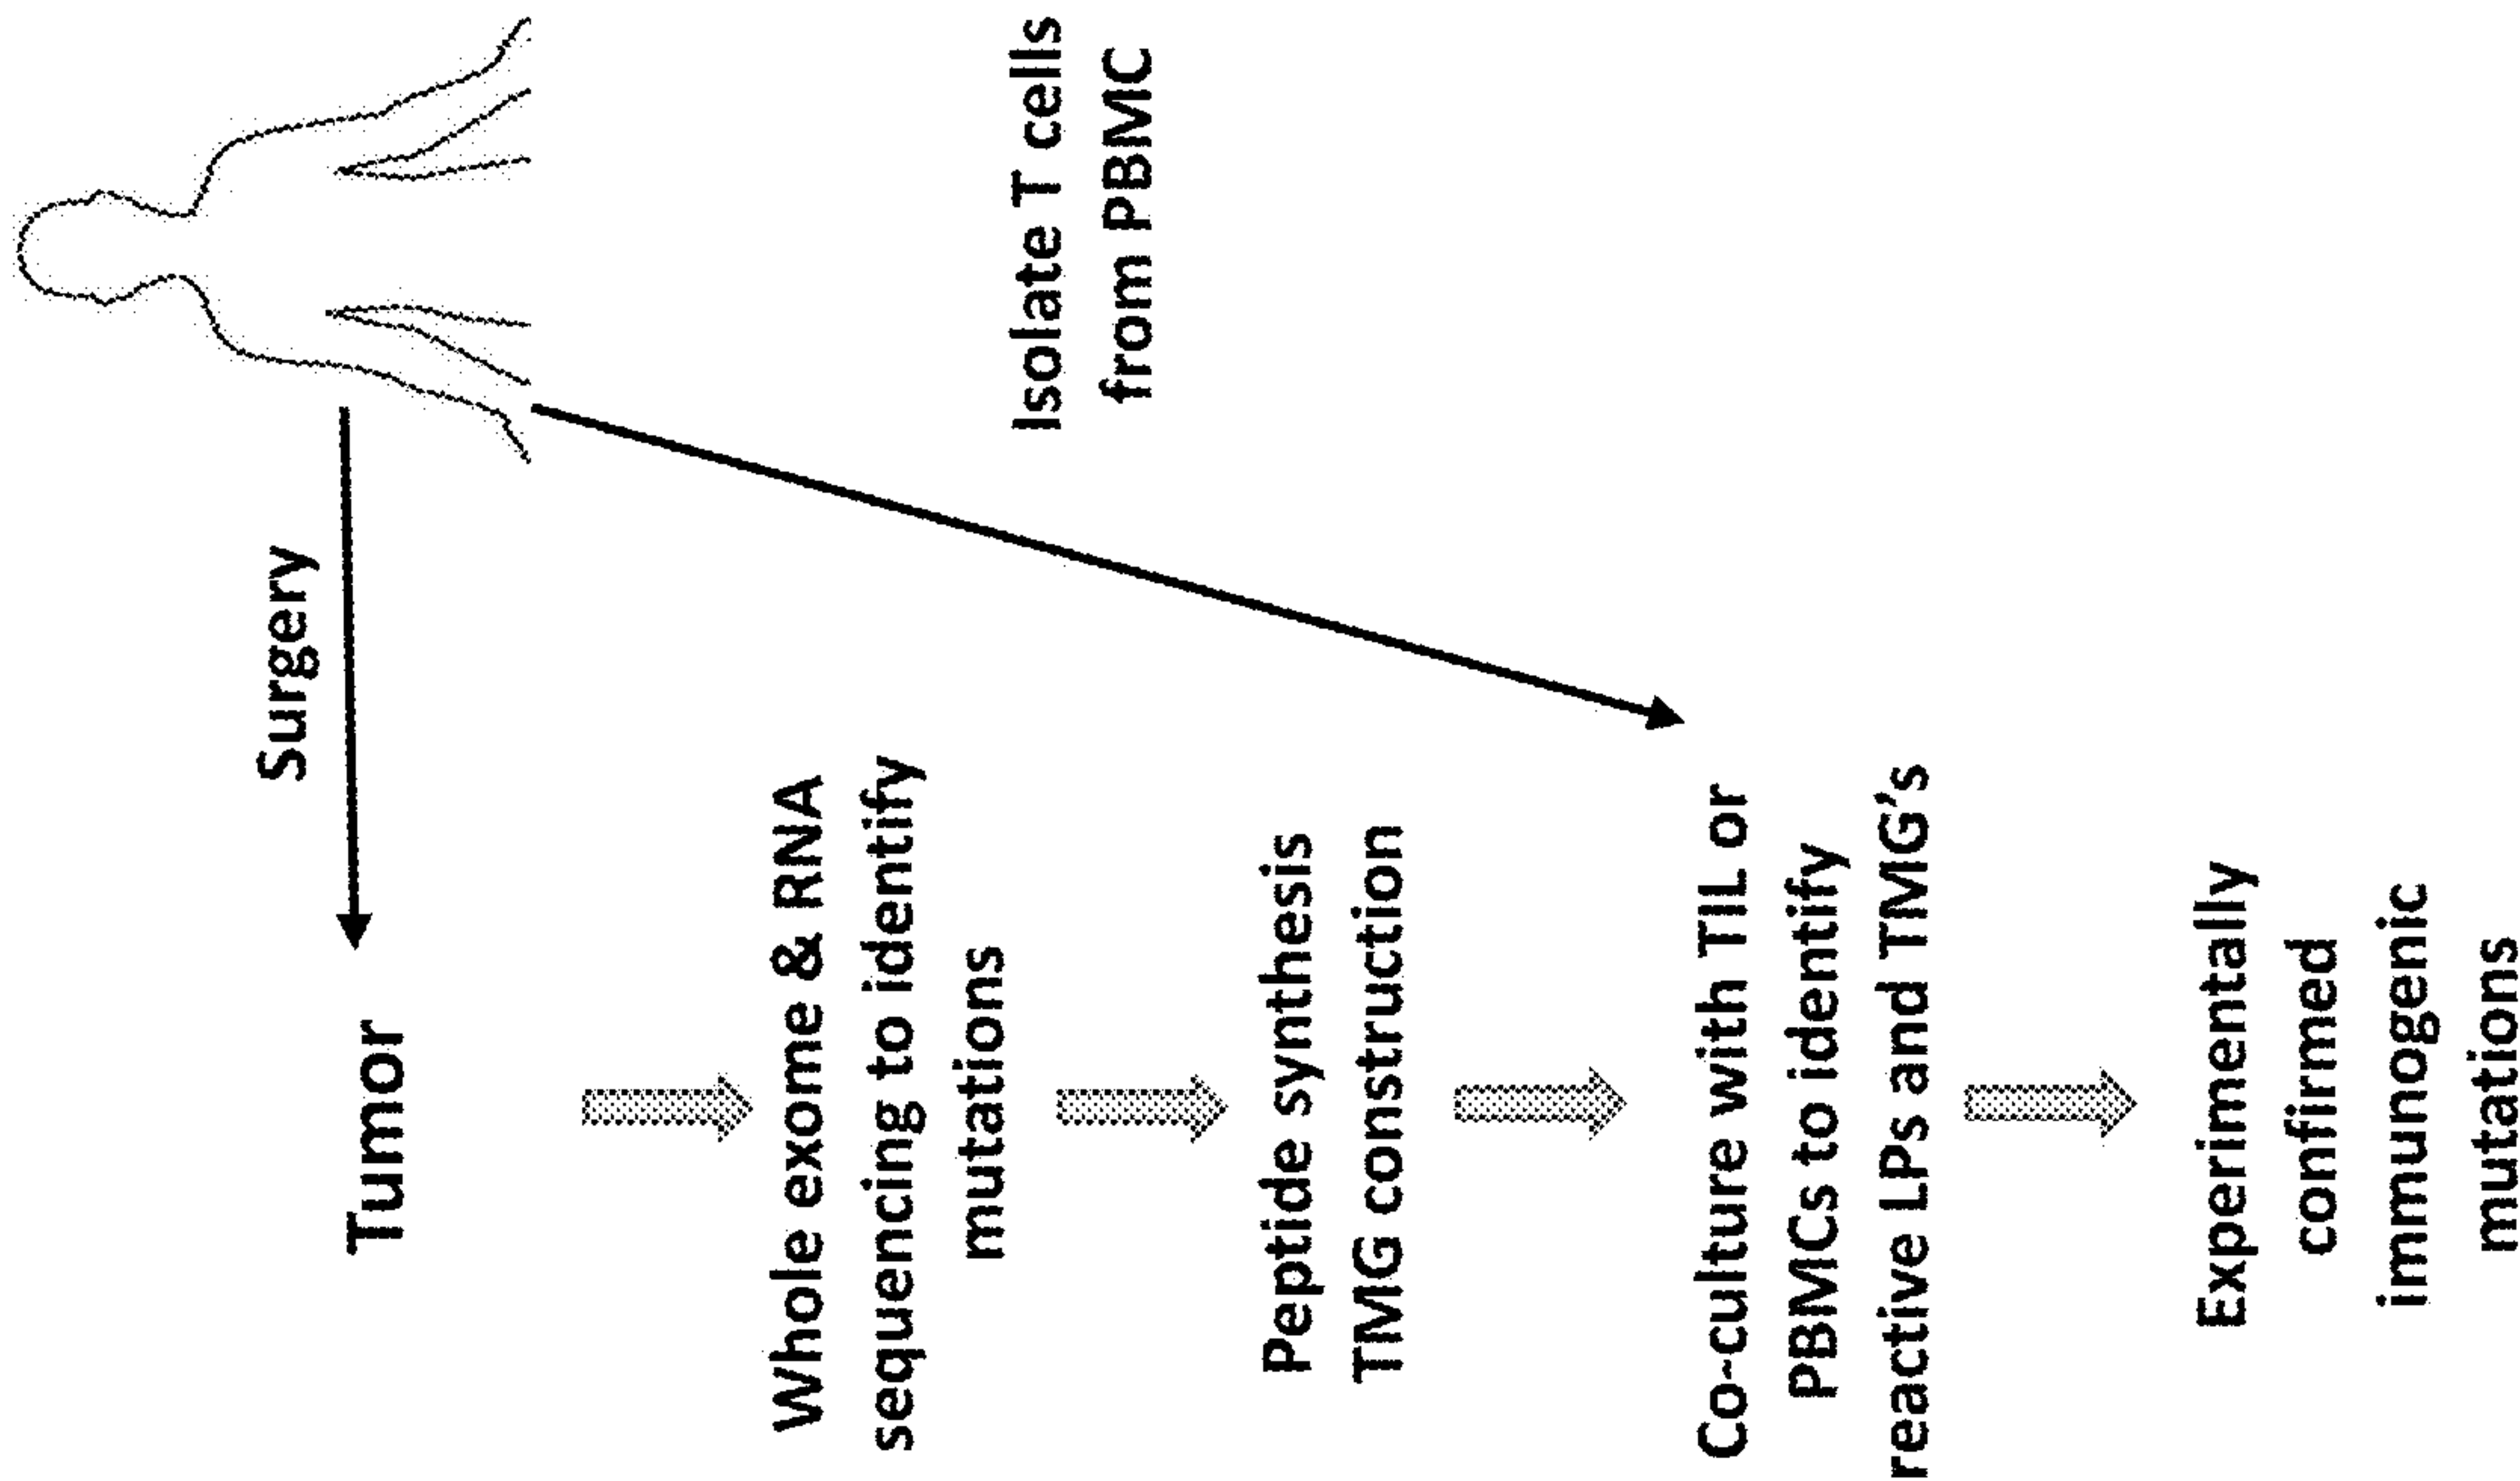 Surgery
Tumor
Isolate T cells
from PBMC
Whole exome & RNA
sequencing to identify
mutations
Peptide synthesis
TMG construction
Co-culture with TIL or
PBMCs to identify
reactive LPs and TMG's
Experimentally
confirmed
immunogenic
mutations